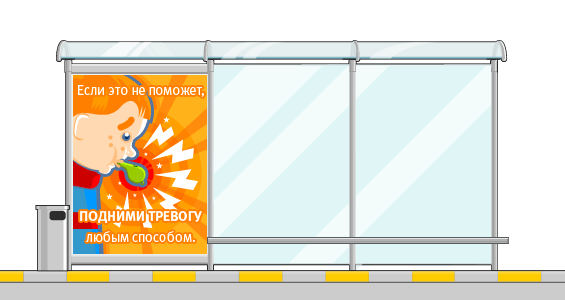 Если это не поможет,
ПОДНИМИ ТРЕВОГУ
любым способом.